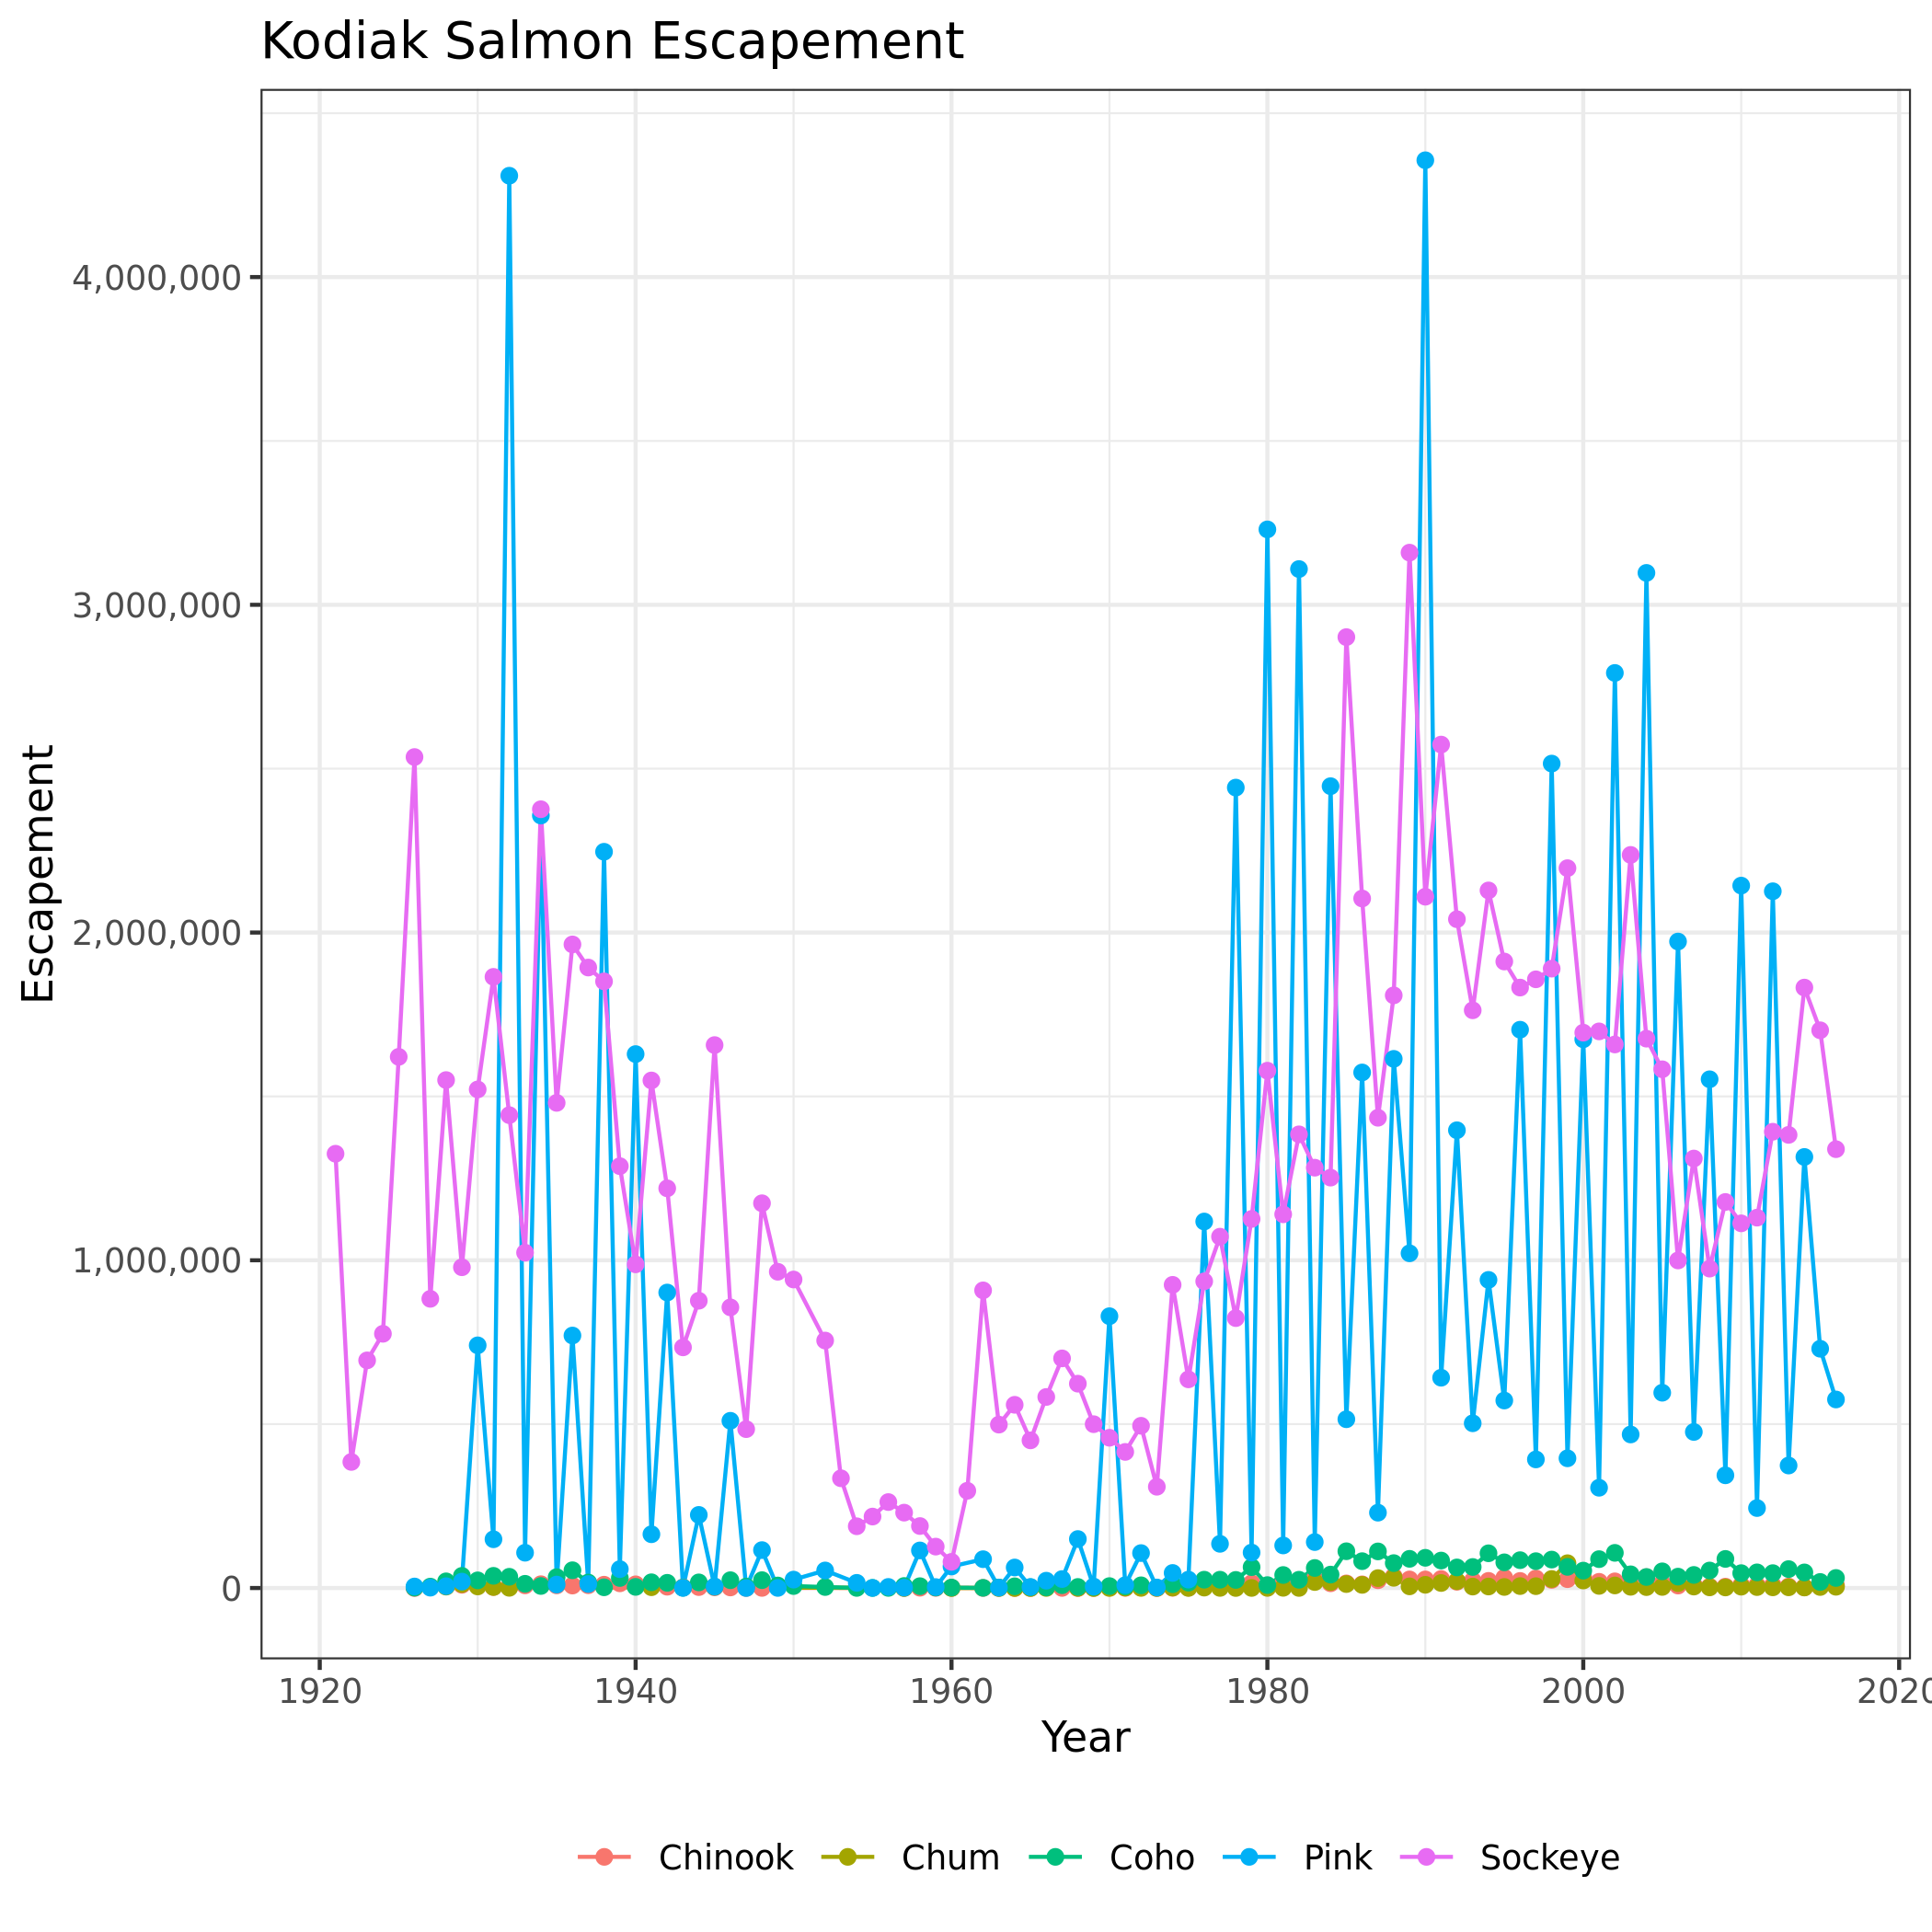 Kodiak Salmon Escapement
Escapement
4,000,000
3,000,000
2,000,000
1,000,000
0
1920 1940 1960 1980 2000 2020
Year
Chinook Chum Coho Pink Sockeye